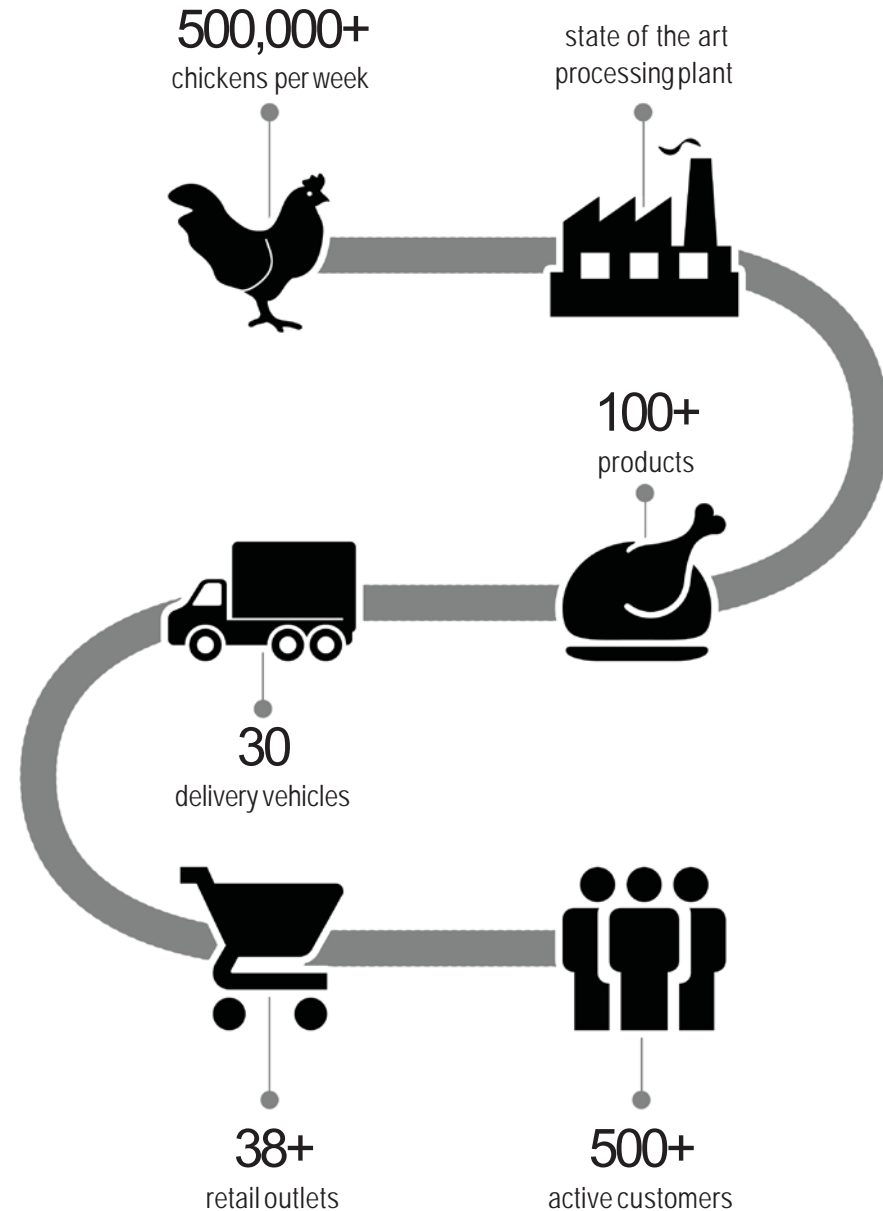 500,000+
chickens per week
state of the art
processing plant
100+
products
30
delivery vehicles
38+
retail outlets
500+
active customers